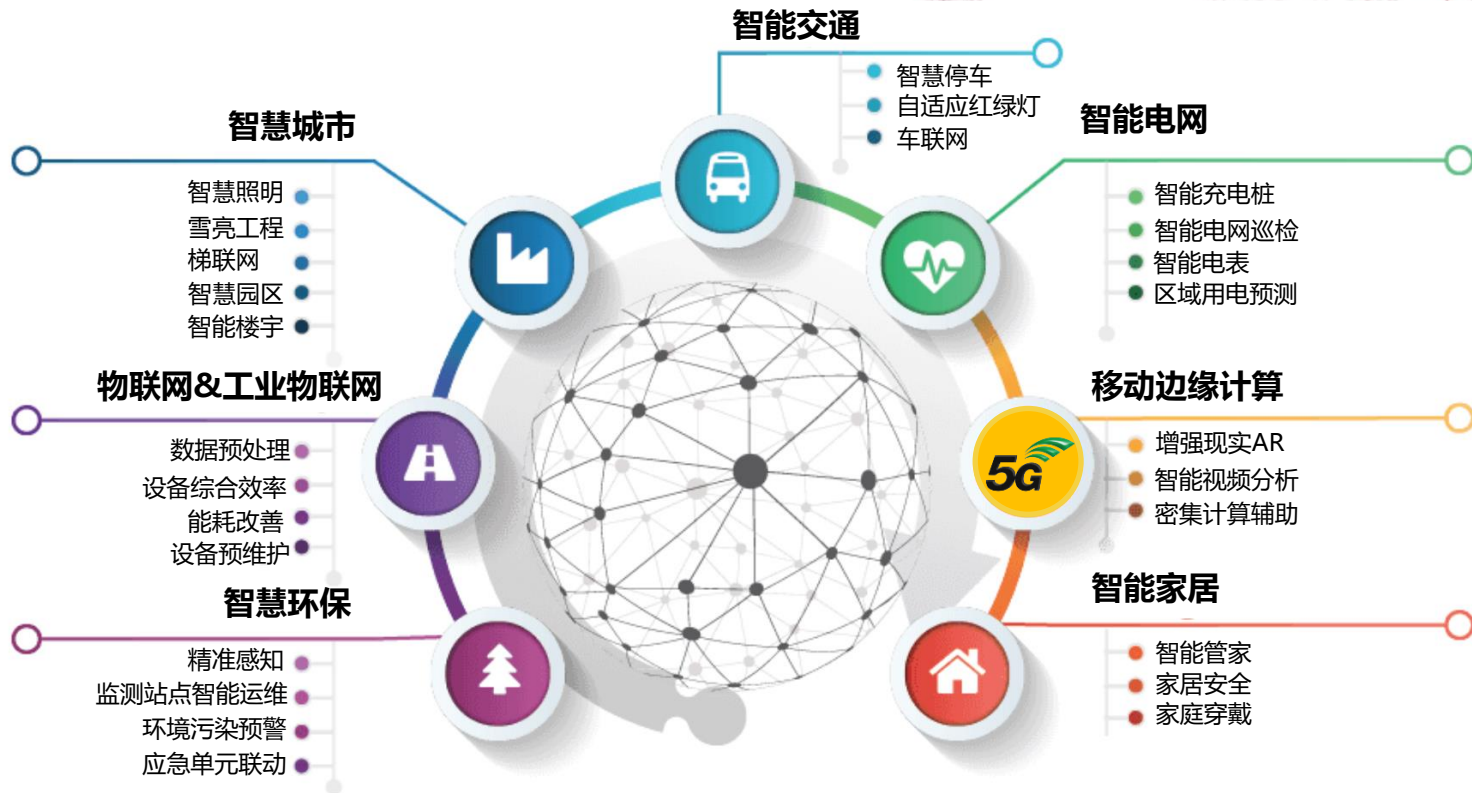 智能交通
智慧停车
自适应红绿灯
车联网
智慧城市
智慧照明
雪亮工程
梯联网
智慧园区
智能楼宇
智能电网
智能充电桩
智能电网巡检
智能电表
区域用电预测
物联网&工业物联网
数据预处理
设备综合效率
能耗改善
设备预维护
移动边缘计算
5G
增强现实AR
智能视频分析
密集计算辅助
智慧环保
精准感知
监测站点智能运维
环境污染预警
应急单元联动
智能家居
智能管家
家居安全
家庭穿戴